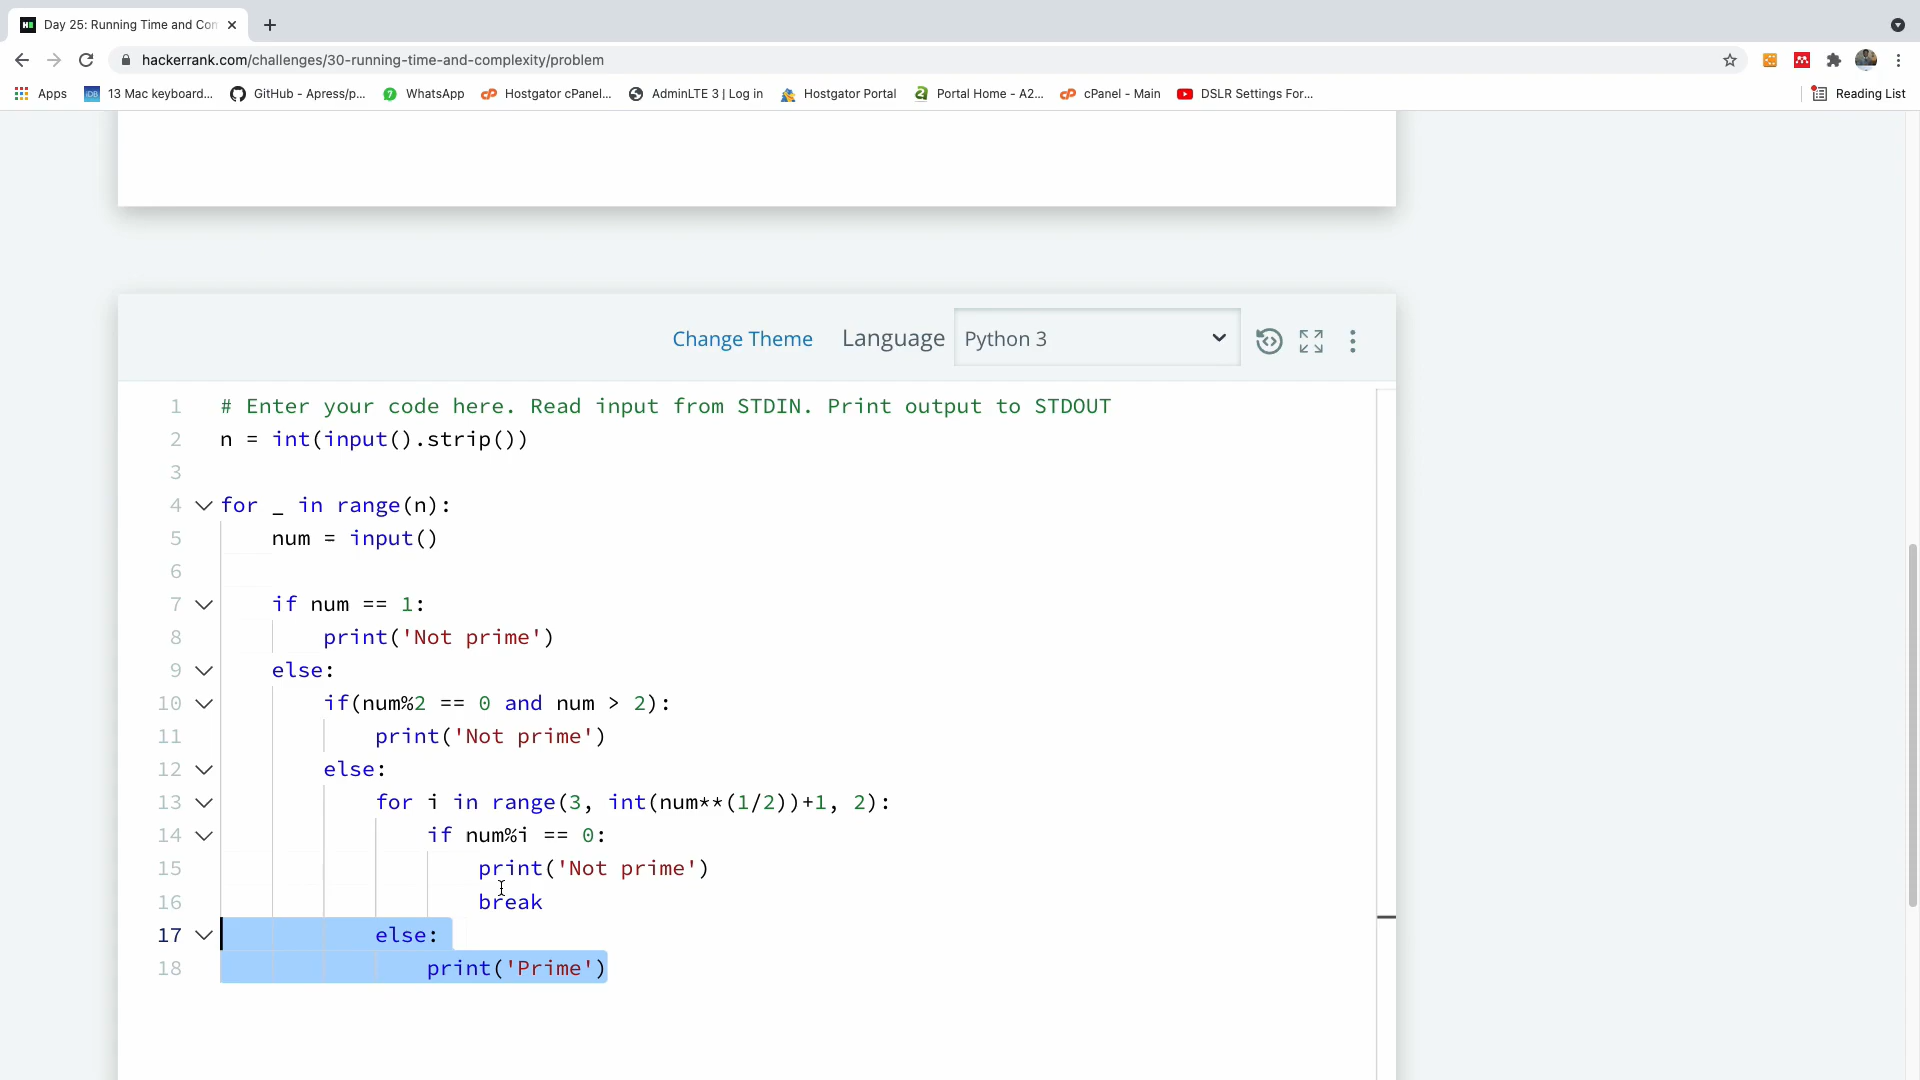 Day 25: Running Time and Con
hackerrank.com/challenges/30-running-time-and-complexity/problem
Apps
13 Mac keyboard...
GitHub - Apress/p...
WhatsApp
Hostgator cPanel...
AdminLTE 3 | Log in
Hostgator Portal
Portal Home - A2...
cPanel - Main
DSLR Settings For...
Reading List
Change Theme Language Python 3
1 # Enter your code here. Read input from STDIN. Print output to STDOUT
2 n = int(input().strip())
3
4 for _ in range(n):
5 num = input()
6
7 if num == 1:
8 print('Not prime')
9 else:
10 if(num%2 == 0 and num > 2):
11 print('Not prime')
12 else:
13 for i in range(3, int(num**(1/2))+1, 2):
14 if num%i == 0:
15 print('Not prime')
16 break
17 else:
18 print('Prime')